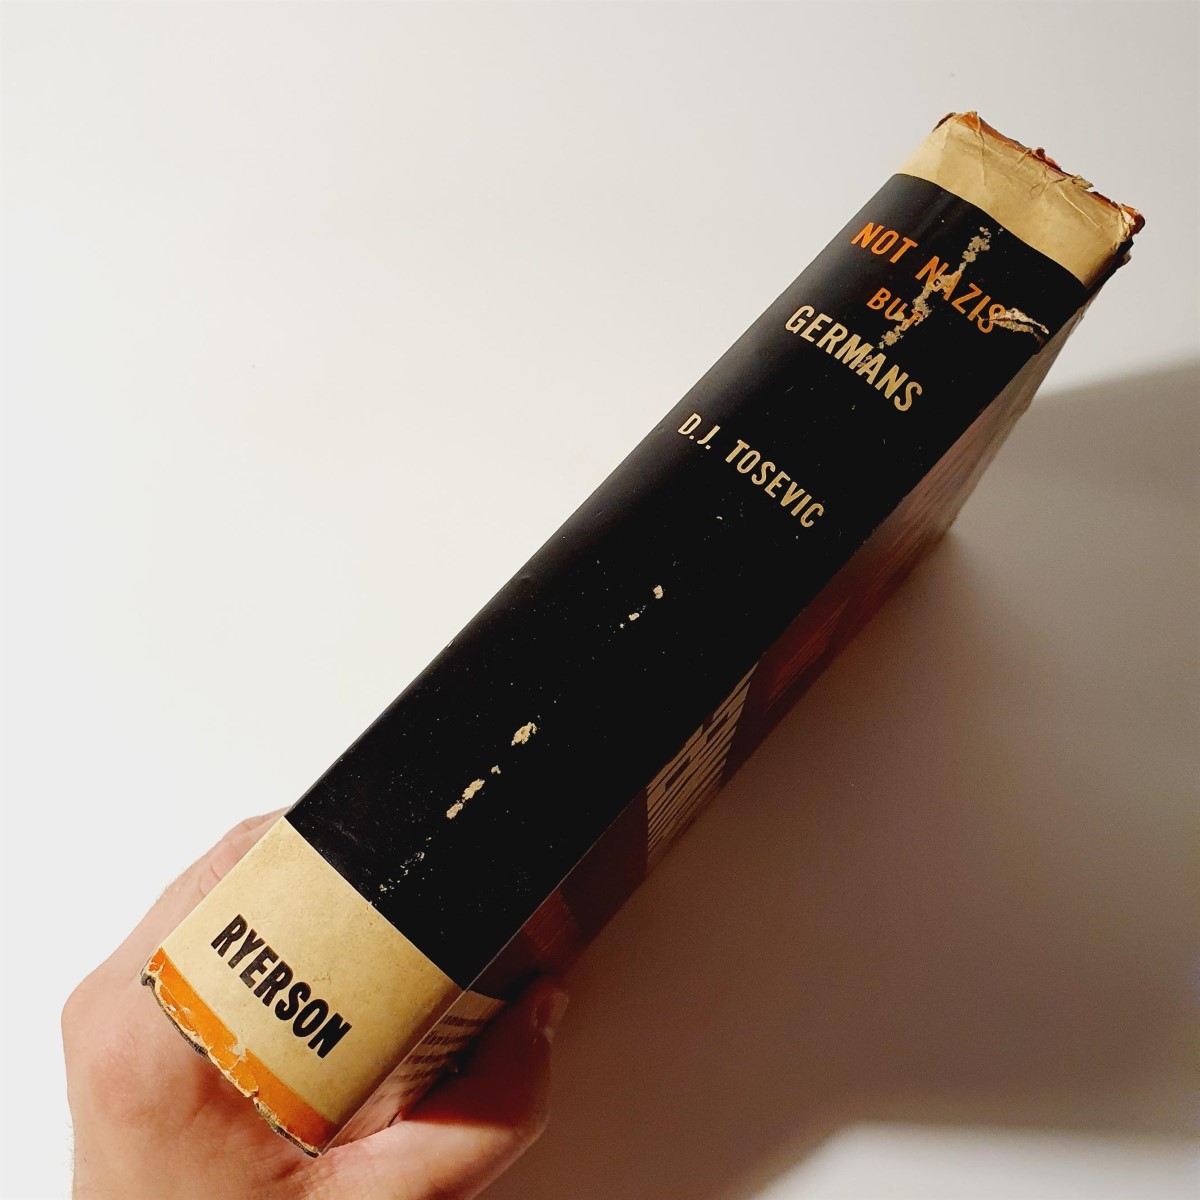 NOT NAZIS
BUT
GERMANS
D.J. TOSEVIC
RYERSON